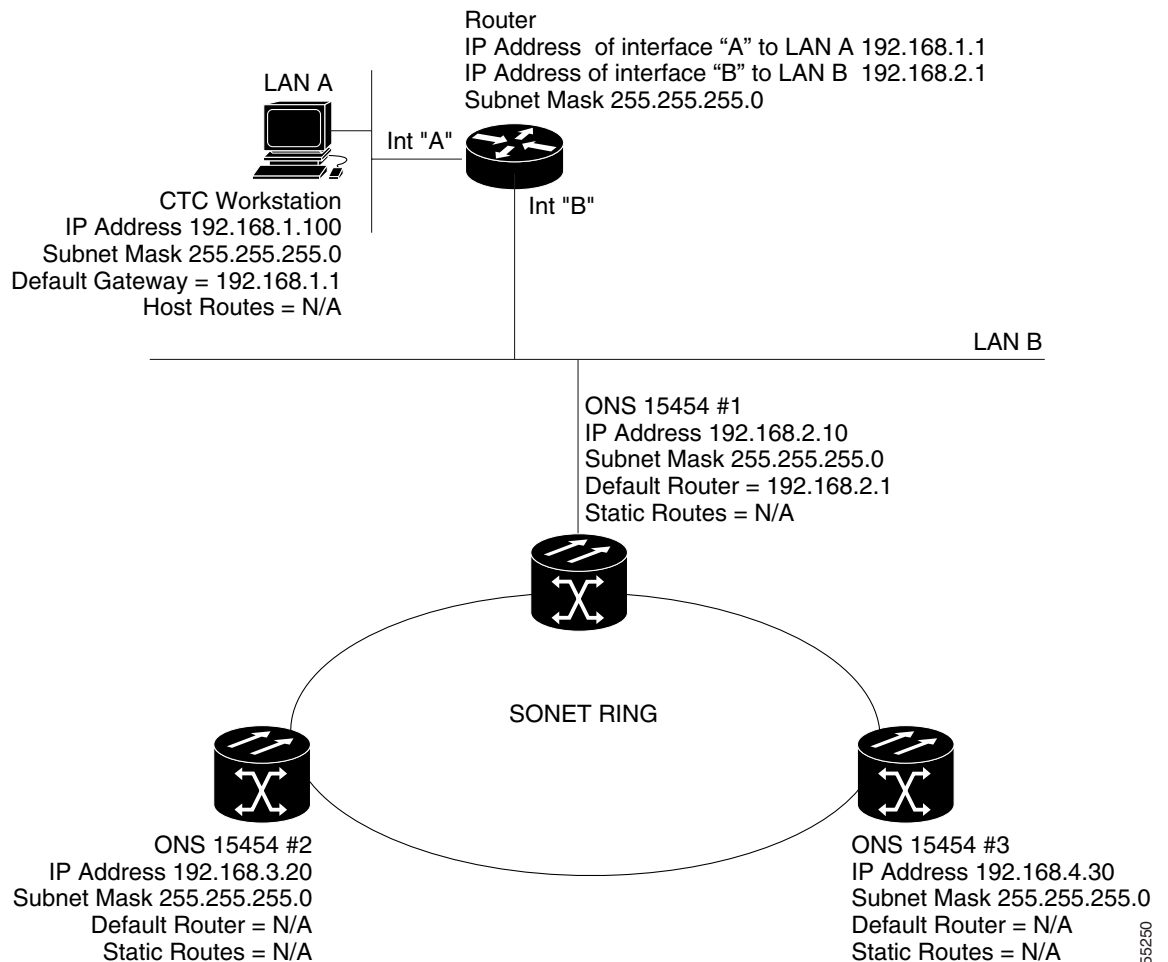 Router
IP Address of interface “A” to LAN A 192.168.1.1
IP Address of interface “B” to LAN B 192.168.2.1
Subnet Mask 255.255.255.0
LAN A
Int "A"
Int "B"
CTC Workstation
IP Address 192.168.1.100
Subnet Mask 255.255.255.0
Default Gateway = 192.168.1.1
Host Routes = N/A
LAN B
ONS 15454 #1
IP Address 192.168.2.10
Subnet Mask 255.255.255.0
Default Router = 192.168.2.1
Static Routes = N/A
SONET RING
ONS 15454 #2
IP Address 192.168.3.20
Subnet Mask 255.255.255.0
Default Router = N/A
Static Routes = N/A
ONS 15454 #3
IP Address 192.168.4.30
Subnet Mask 255.255.255.0
Default Router = N/A
Static Routes = N/A
55250